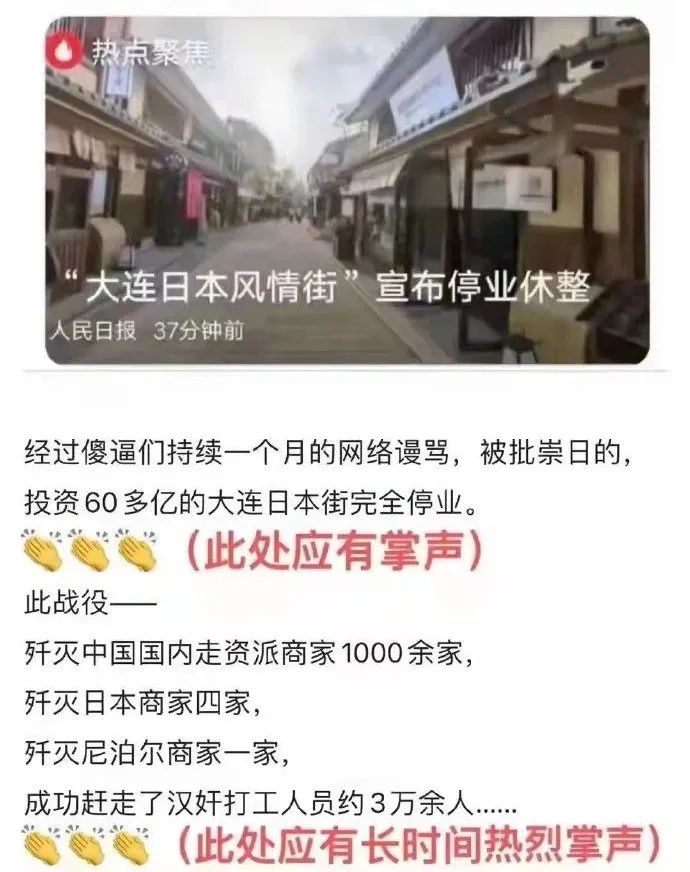 热点聚焦
“大连日本风情街”宣布停业休整
人民日报 37分钟前
经过傻逼们持续一个月的网络谩骂，被批崇日的，
投资60多亿的大连日本街完全停业。
👏👏👏（此处应有掌声）
此战役——
歼灭中国国内走资派商家1000余家，
歼灭日本商家四家，
歼灭尼泊尔商家一家，
成功赶走了汉奸打工人员约3万余人......
👏👏👏（此处应有长时间热烈掌声）